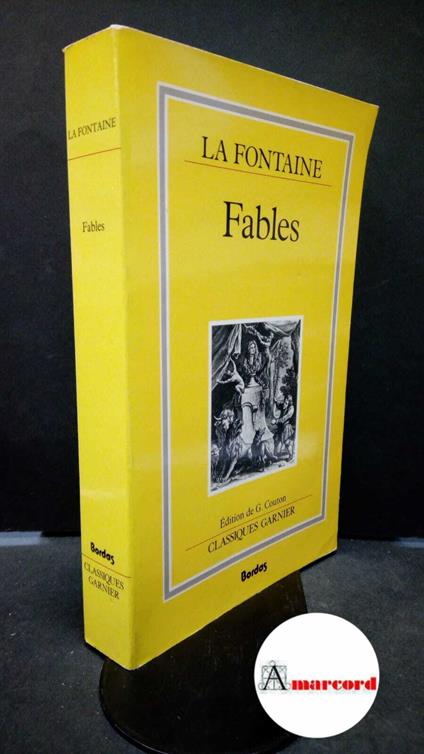 LA FONTAINE
Fables
Bordas
CLASSIQUES
GARNIER
LA FONTAINE
Fables
Édition de G. Couton
CLASSIQUES GARNIER
Bordas
Amarcord